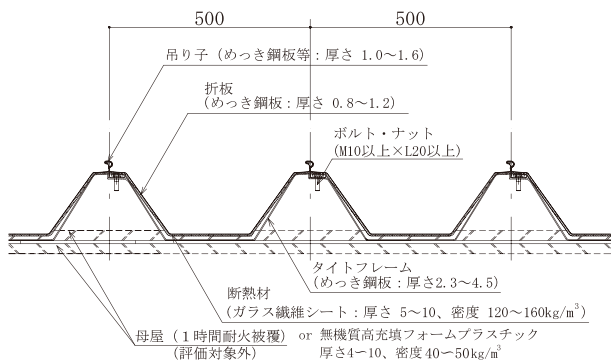 500
500
吊り子（めっき鋼板等：厚さ 1.0～1.6）
折板
（めっき鋼板：厚さ 0.8～1.2）
ボルト・ナット
（M10以上×L20以上）
タイトフレーム
（めっき鋼板：厚さ2.3～4.5）
断熱材
（ガラス繊維シート：厚さ 5～10、密度 120～160kg/m³）
or 無機質高充填フォームプラスチック
厚さ4～10、密度40～50kg/m³
母屋（１時間耐火被覆）
（評価対象外）